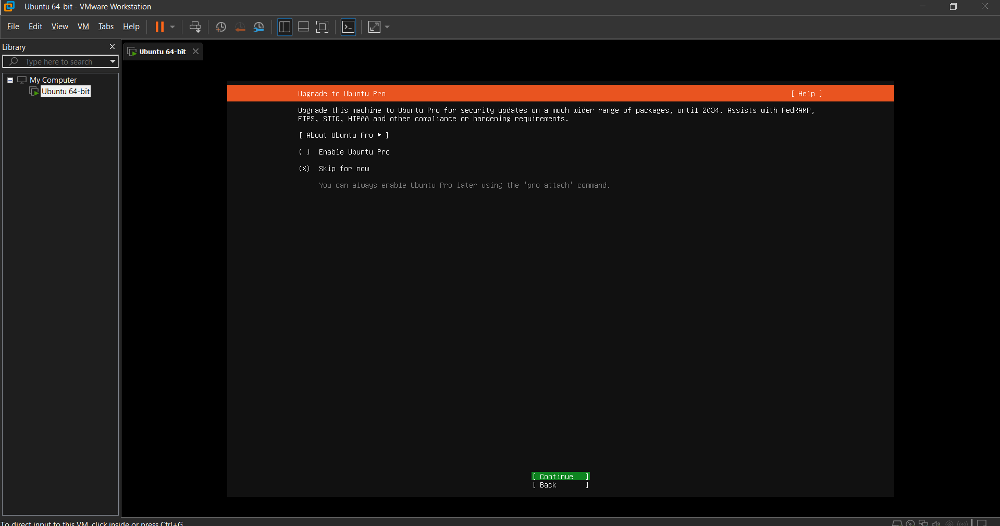 Ubuntu 64-bit - VMware Workstation
File Edit View VM Tabs Help
Library
Ubuntu 64-bit
Type here to search
My Computer
Ubuntu 64-bit
Upgrade to Ubuntu Pro [ Help ]
Upgrade this machine to Ubuntu Pro for security updates on a much wider range of packages, until 2034. Assists with FedRAMP,
FIPS, STIG, HIPAA and other compliance or hardening requirements.
[ About Ubuntu Pro ▸ ]
( ) Enable Ubuntu Pro
(X) Skip for now
You can always enable Ubuntu Pro later using the 'pro attach' command.
[ Continue ]
[ Back ]
To direct input to this VM, click inside or press Ctrl+G.